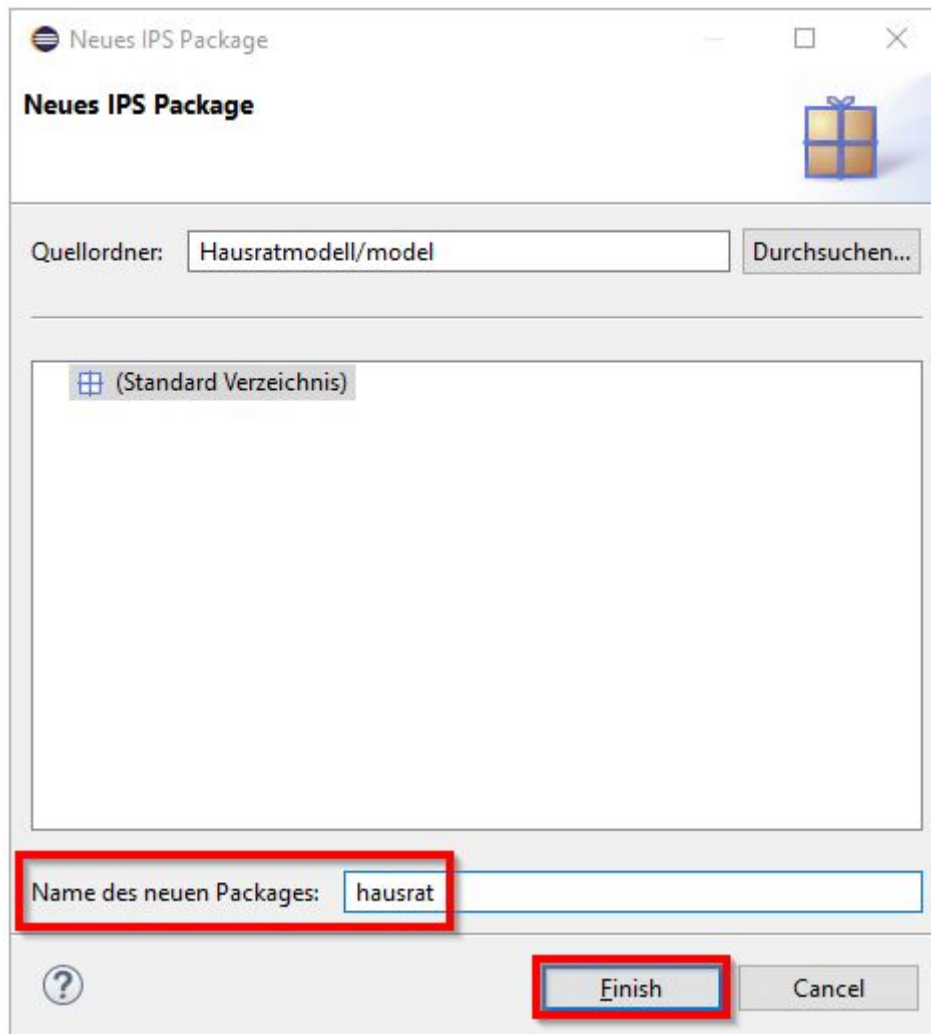 Neues IPS Package
Neues IPS Package
Quellordner: Hausratmodell/model Durchsuchen...
(Standard Verzeichnis)
Name des neuen Packages: hausrat
? Finish Cancel